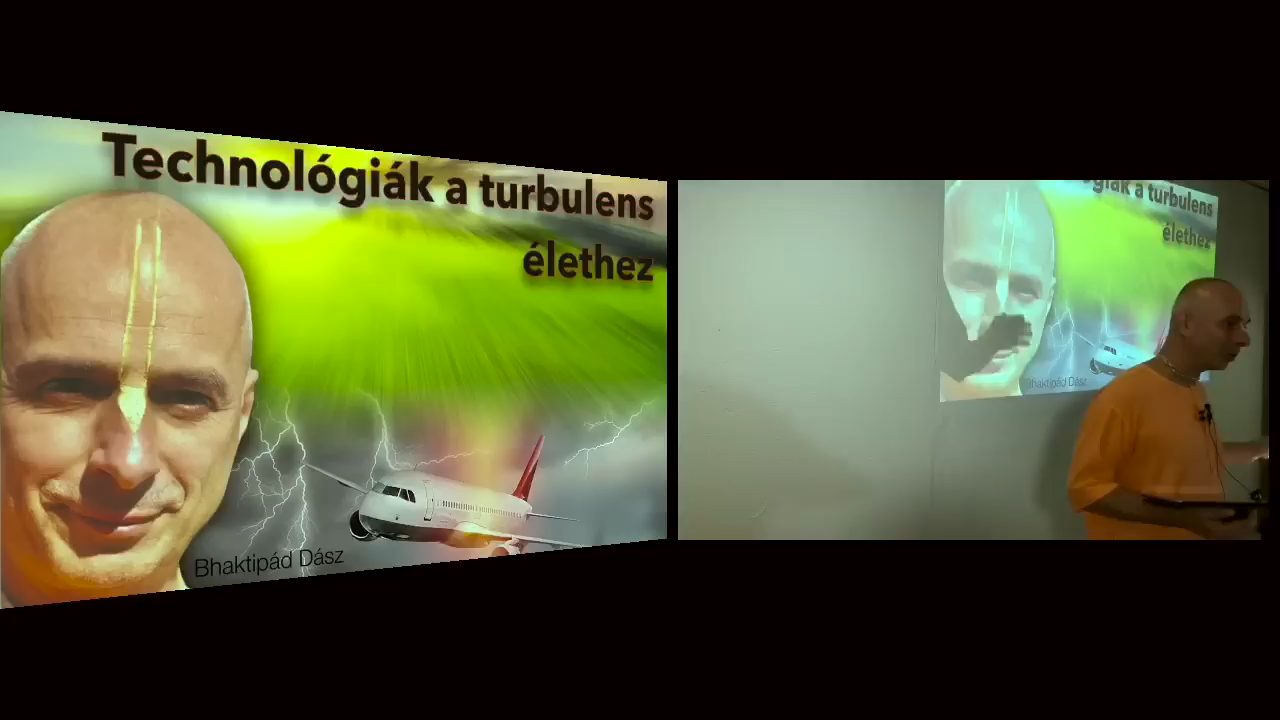 Technológiák a turbulens
élethez
Bhaktipád Dász
giák a turbulens
élethez
Bhaktipád Dász